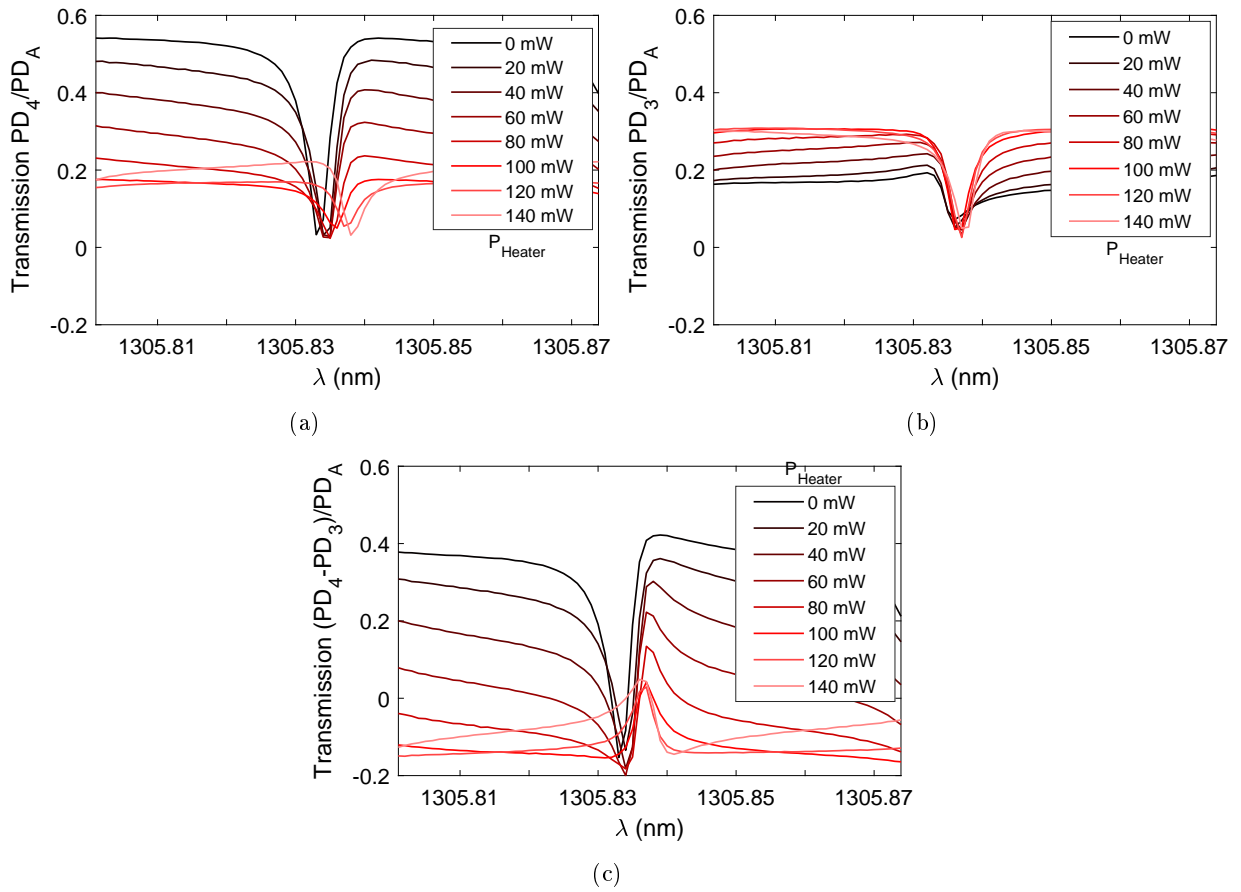 Transmission PD4/PDA
0.6
0.4
0.2
0
-0.2
0 mW
20 mW
40 mW
60 mW
80 mW
100 mW
120 mW
140 mW
PHeater
1305.81 1305.83 1305.85 1305.87
λ (nm)
(a)
Transmission PD3/PDA
0.6
0.4
0.2
0
-0.2
0 mW
20 mW
40 mW
60 mW
80 mW
100 mW
120 mW
140 mW
PHeater
1305.81 1305.83 1305.85 1305.87
λ (nm)
(b)
Transmission (PD4-PD3)/PDA
0.6
0.4
0.2
0
-0.2
PHeater
0 mW
20 mW
40 mW
60 mW
80 mW
100 mW
120 mW
140 mW
1305.81 1305.83 1305.85 1305.87
λ (nm)
(c)